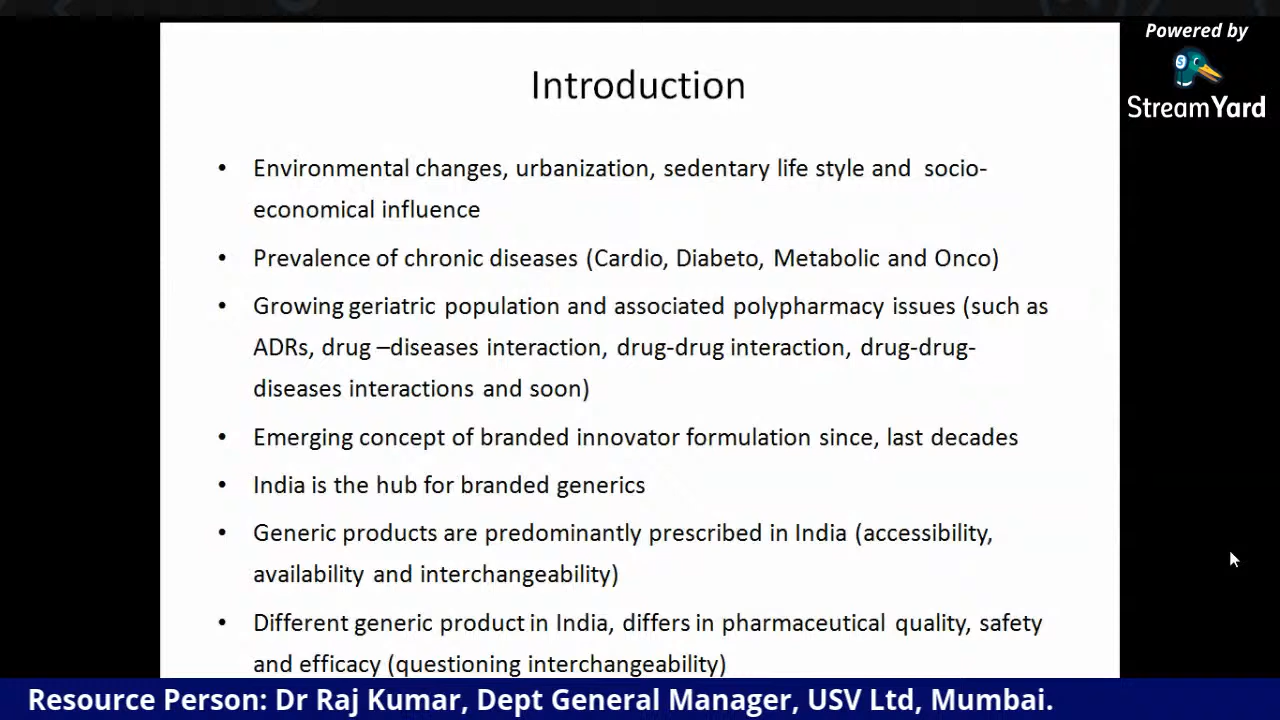 Powered by
StreamYard
Introduction
• Environmental changes, urbanization, sedentary life style and socio-
economical influence
• Prevalence of chronic diseases (Cardio, Diabeto, Metabolic and Onco)
• Growing geriatric population and associated polypharmacy issues (such as
ADRs, drug –diseases interaction, drug-drug interaction, drug-drug-
diseases interactions and soon)
• Emerging concept of branded innovator formulation since, last decades
• India is the hub for branded generics
• Generic products are predominantly prescribed in India (accessibility,
availability and interchangeability)
• Different generic product in India, differs in pharmaceutical quality, safety
and efficacy (questioning interchangeability)
Resource Person: Dr Raj Kumar, Dept General Manager, USV Ltd, Mumbai.